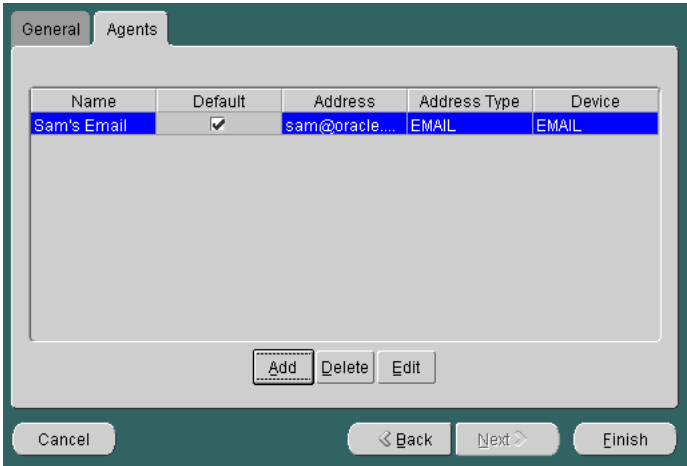 General Agents
Name Default Address Address Type Device
Sam's Email sam@oracle.... EMAIL EMAIL
Add Delete Edit
Cancel Back Next Finish